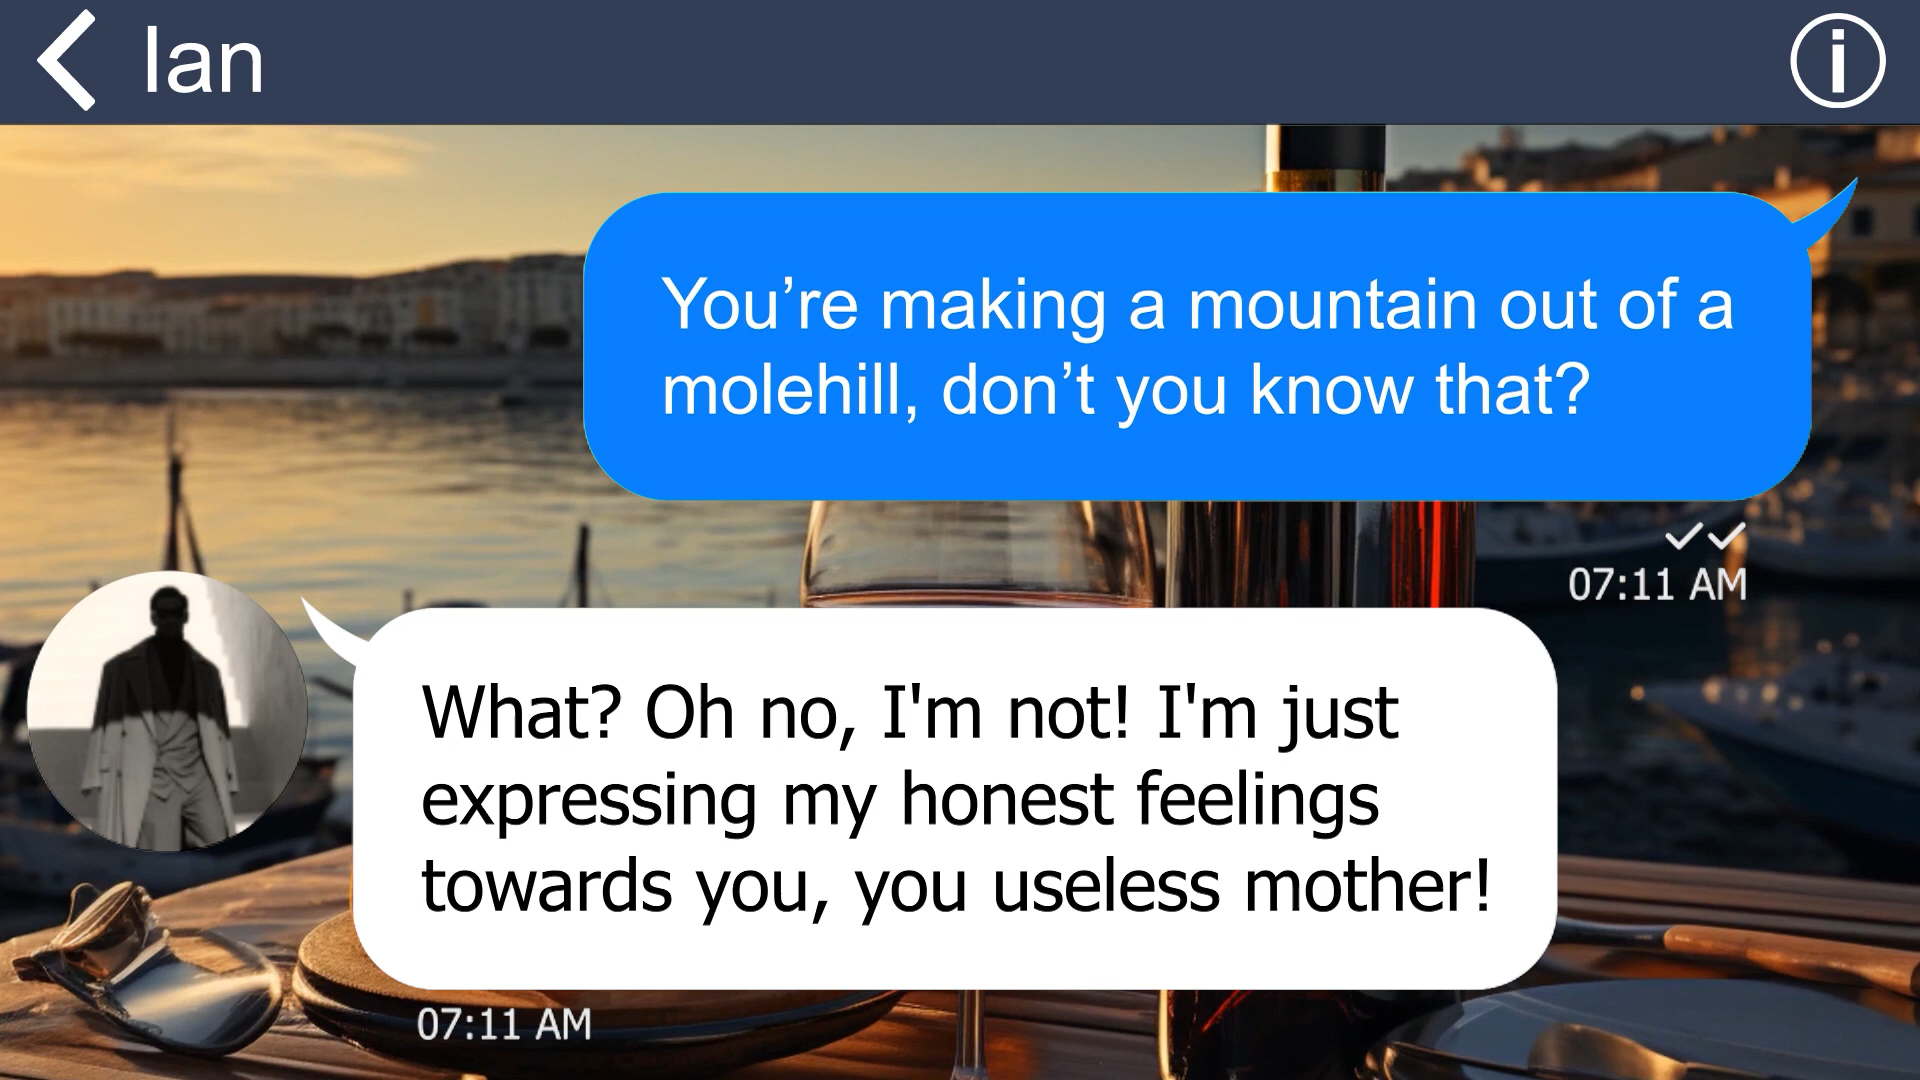 Ian
You’re making a mountain out of a
molehill, don’t you know that?
07:11 AM
What? Oh no, I'm not! I'm just
expressing my honest feelings
towards you, you useless mother!
07:11 AM